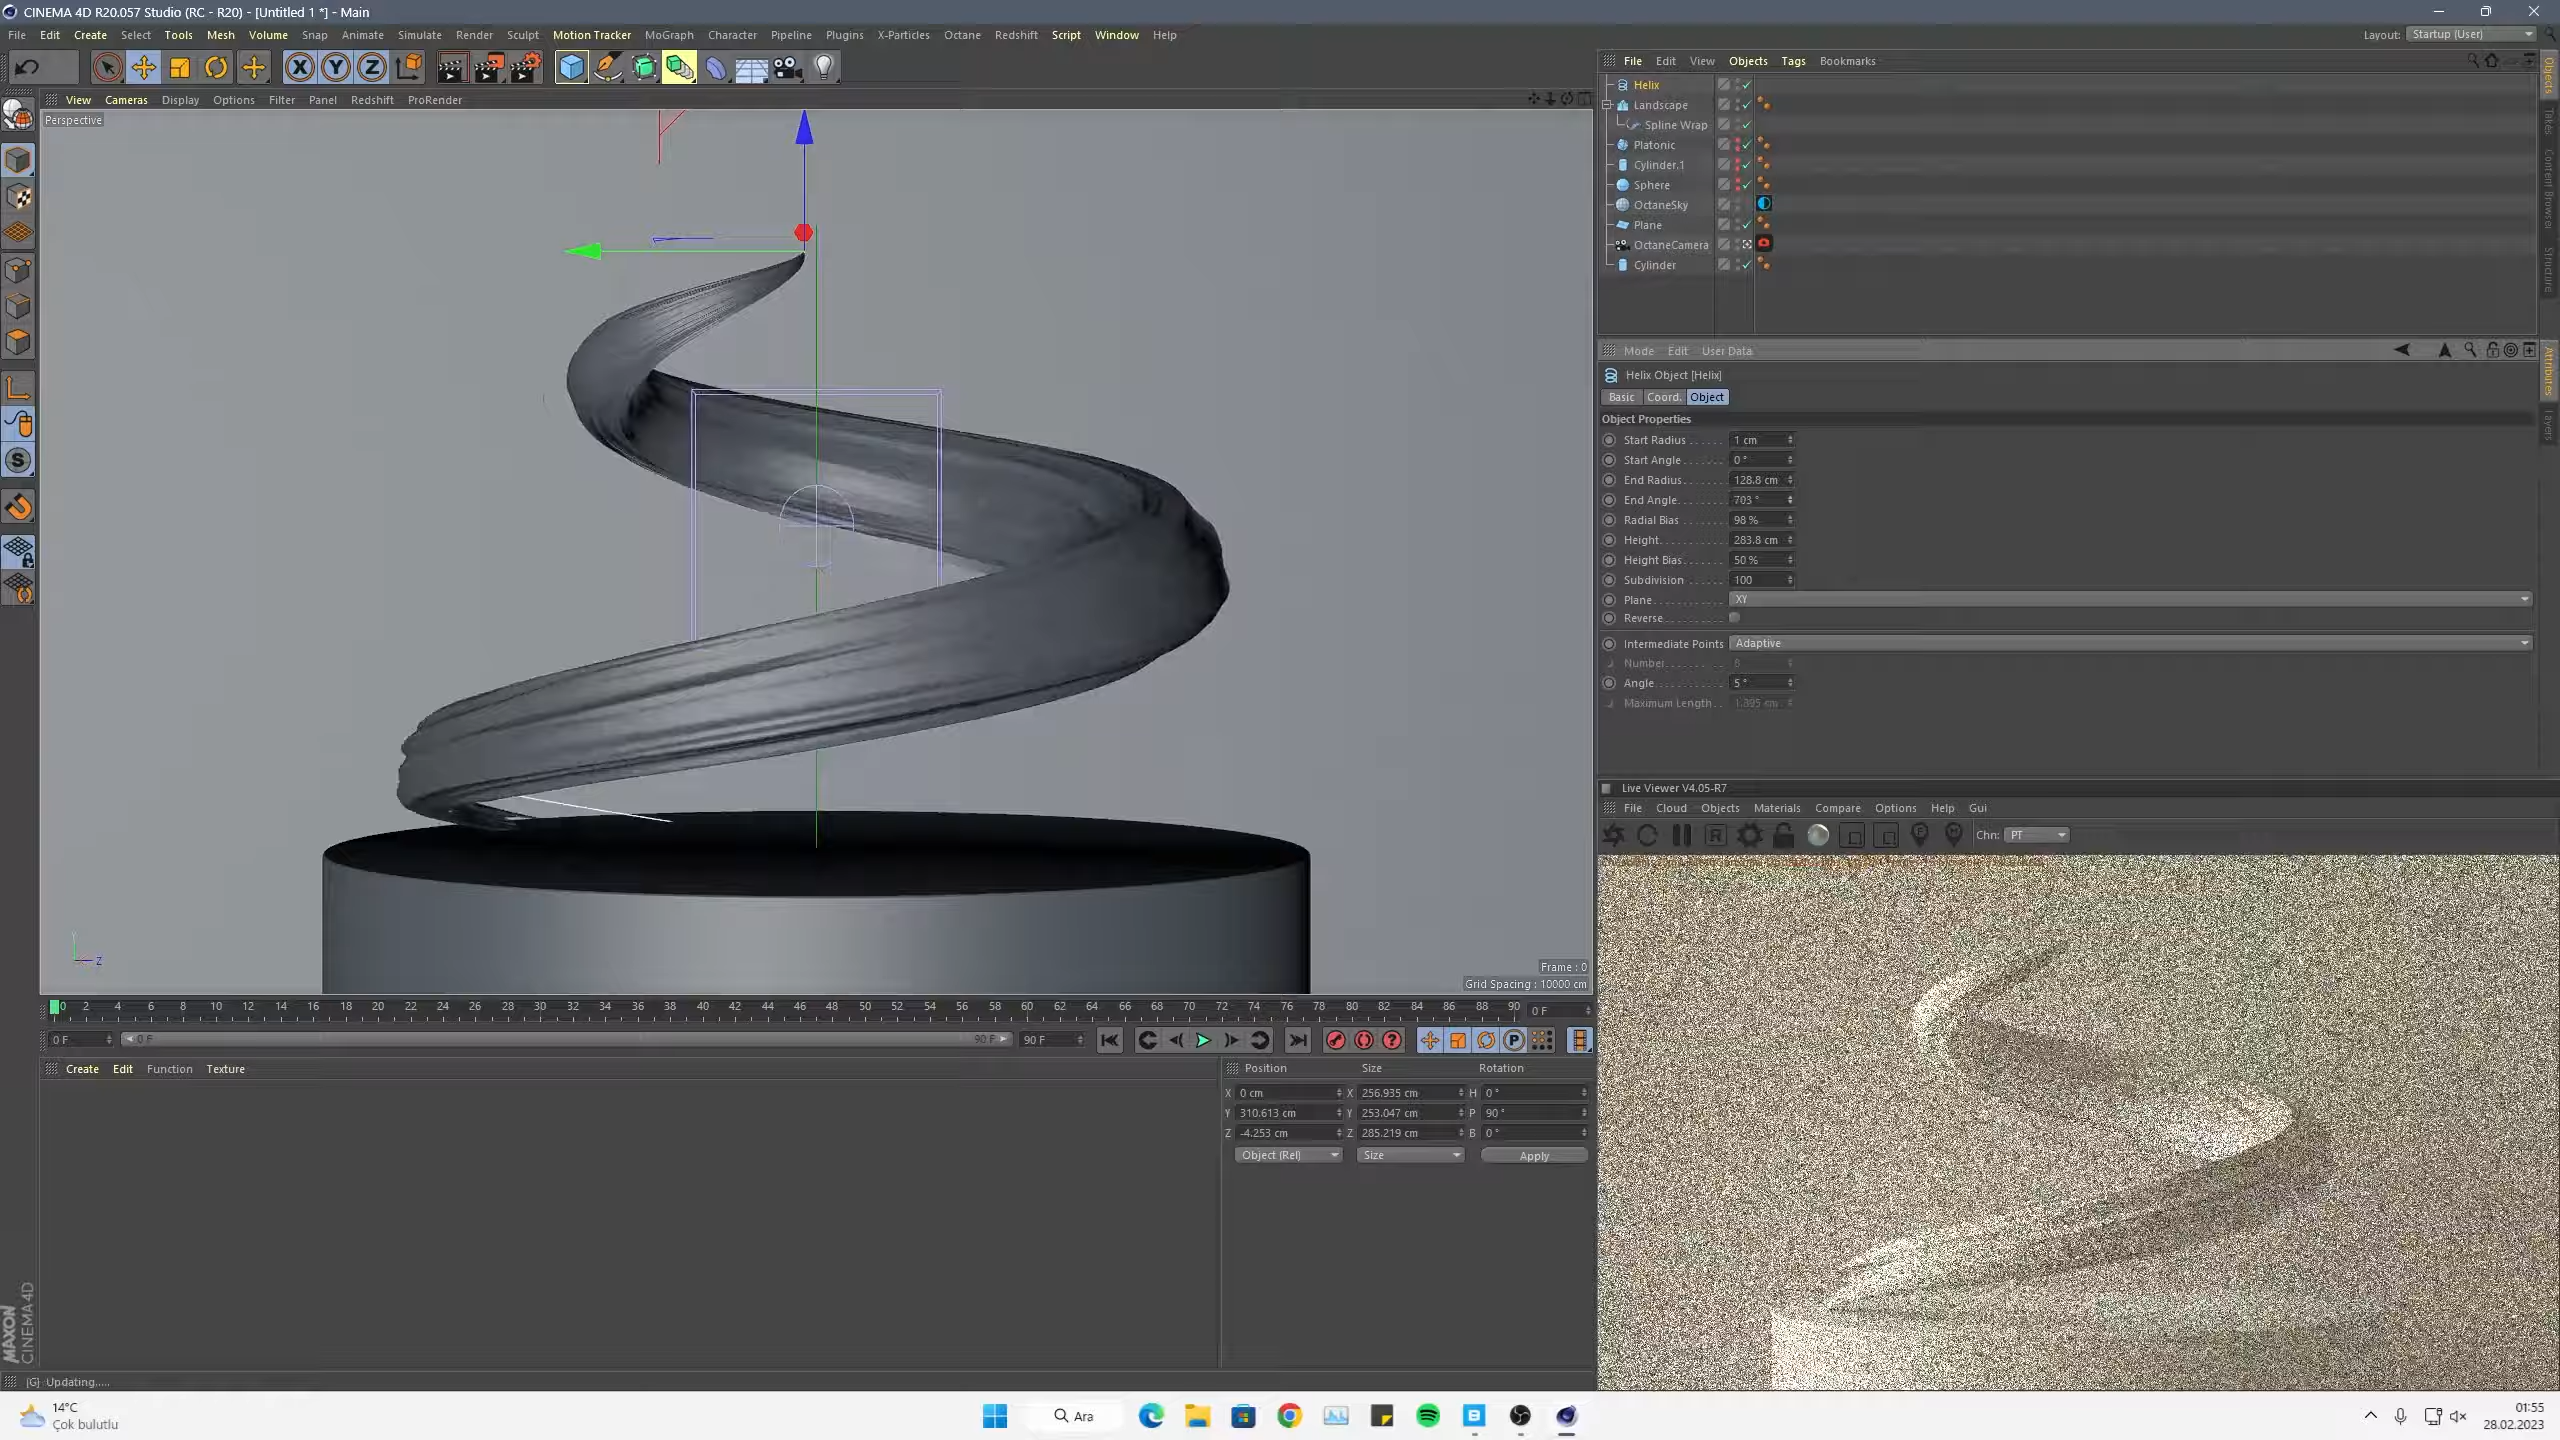 CINEMA 4D R20.057 Studio (RC - R20) - [Untitled 1 *] - Main
File Edit Create Select Tools Mesh Volume Snap Animate Simulate Render Sculpt Motion Tracker MoGraph Character Pipeline Plugins X-Particles Octane Redshift Script Window Help
Layout: Startup (User)
View Cameras Display Options Filter Panel Redshift ProRender
Perspective
File Edit View Objects Tags Bookmarks
Helix
Landscape
Spline Wrap
Platonic
Cylinder.1
Sphere
OctaneSky
Plane
OctaneCamera
Cylinder
Objects
Takes
Content Browser
Structure
Mode Edit User Data
Attributes
Layers
Helix Object [Helix]
Basic Coord. Object
Object Properties
Start Radius 1 cm
Start Angle 0 °
End Radius 128.8 cm
End Angle 703 °
Radial Bias 98 %
Height 283.8 cm
Height Bias 50 %
Subdivision 100
Plane XY
Reverse
Intermediate Points Adaptive
Number 8
Angle 5 °
Maximum Length
Live Viewer V4.05-R7
File Cloud Objects Materials Compare Options Help Gui
R
Chn: PT
X Y Z
S
Y
Z
Frame : 0
Grid Spacing : 10000 cm
0 2 4 6 8 10 12 14 16 18 20 22 24 26 28 30 32 34 36 38 40 42 44 46 48 50 52 54 56 58 60 62 64 66 68 70 72 74 76 78 80 82 84 86 88 90 0 F
0 F 0 F 90 F 90 F
P
Create Edit Function Texture
Position Size Rotation
X 0 cm X 256.935 cm H 0 °
Y 310.613 cm Y 253.047 cm P 90 °
Z -4.253 cm Z 285.219 cm B 0 °
Object (Rel) Size Apply
MAXON
CINEMA 4D
[G] Updating.....
14°C
Çok bulutlu
Ara
01:55
28.02.2023